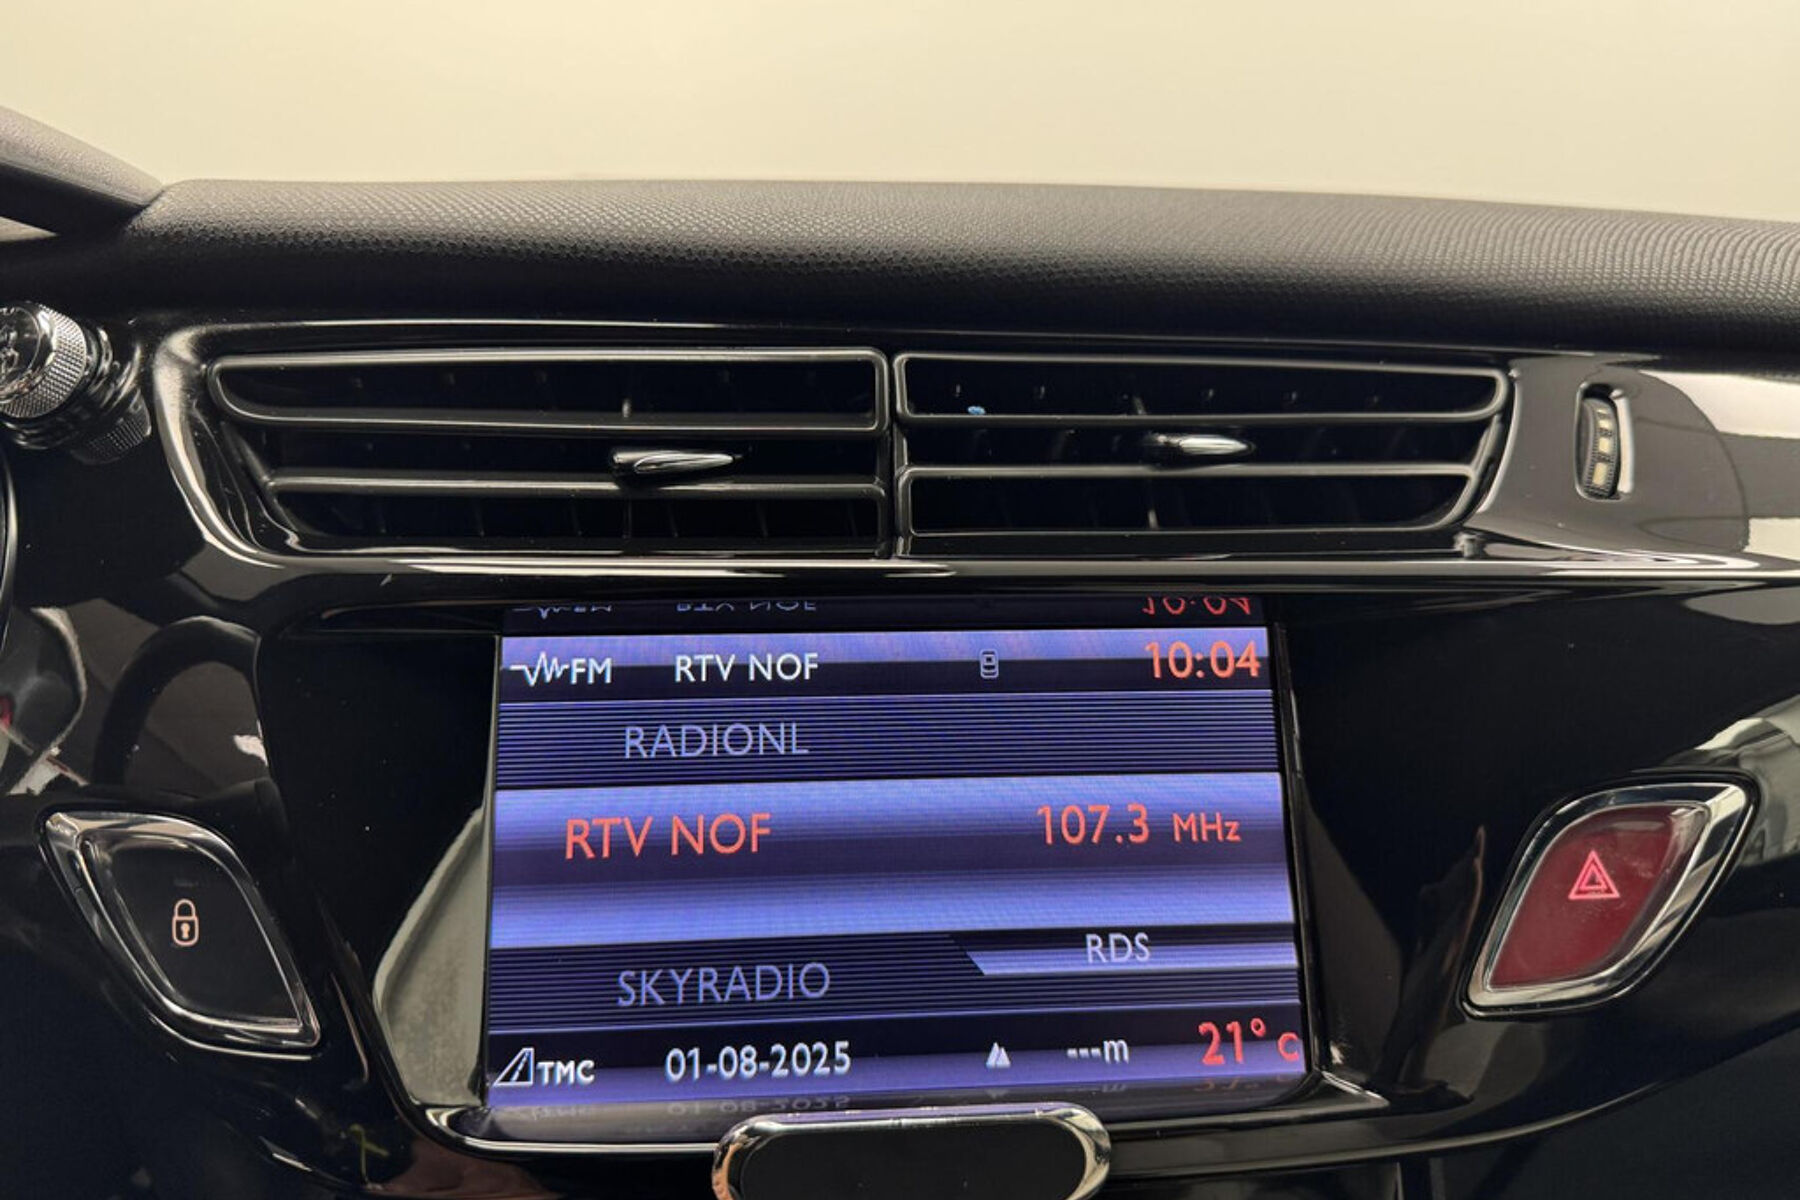 FM RTV NOF 10:04
RADIONL
RTV NOF 107.3 MHz
RDS
SKYRADIO
TMC 01-08-2025 ---m 21° C